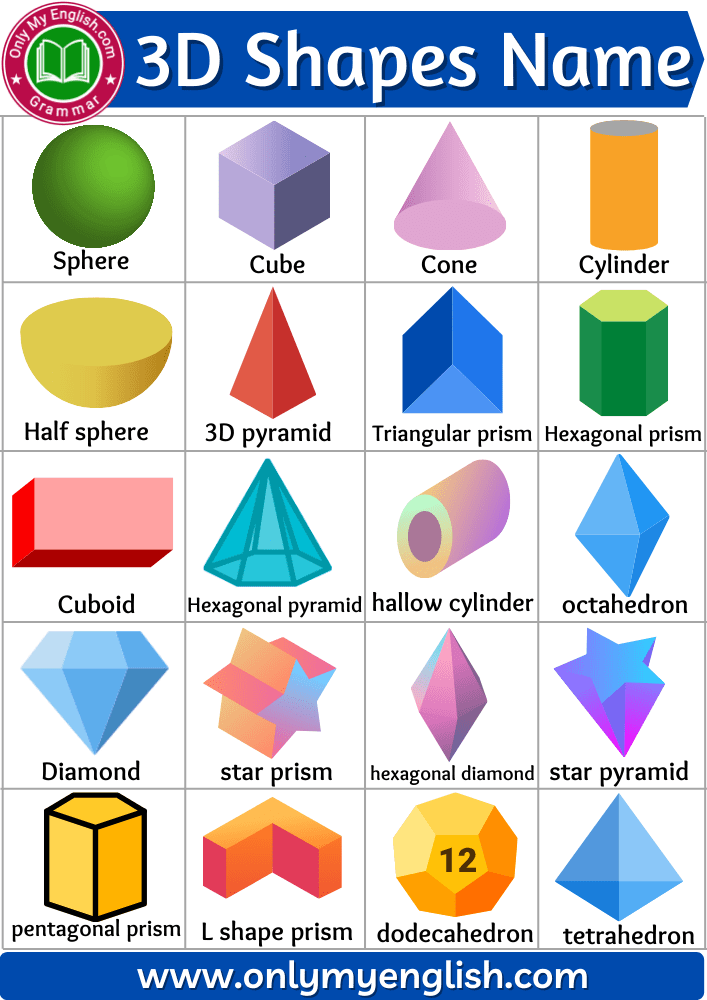 Only My English.com
Grammar
3D Shapes Name
Sphere
Cube
Cone
Cylinder
Half sphere
3D pyramid
Triangular prism
Hexagonal prism
Cuboid
Hexagonal pyramid
hallow cylinder
octahedron
Diamond
star prism
hexagonal diamond
star pyramid
12
pentagonal prism
L shape prism
dodecahedron
tetrahedron
www.onlymyenglish.com